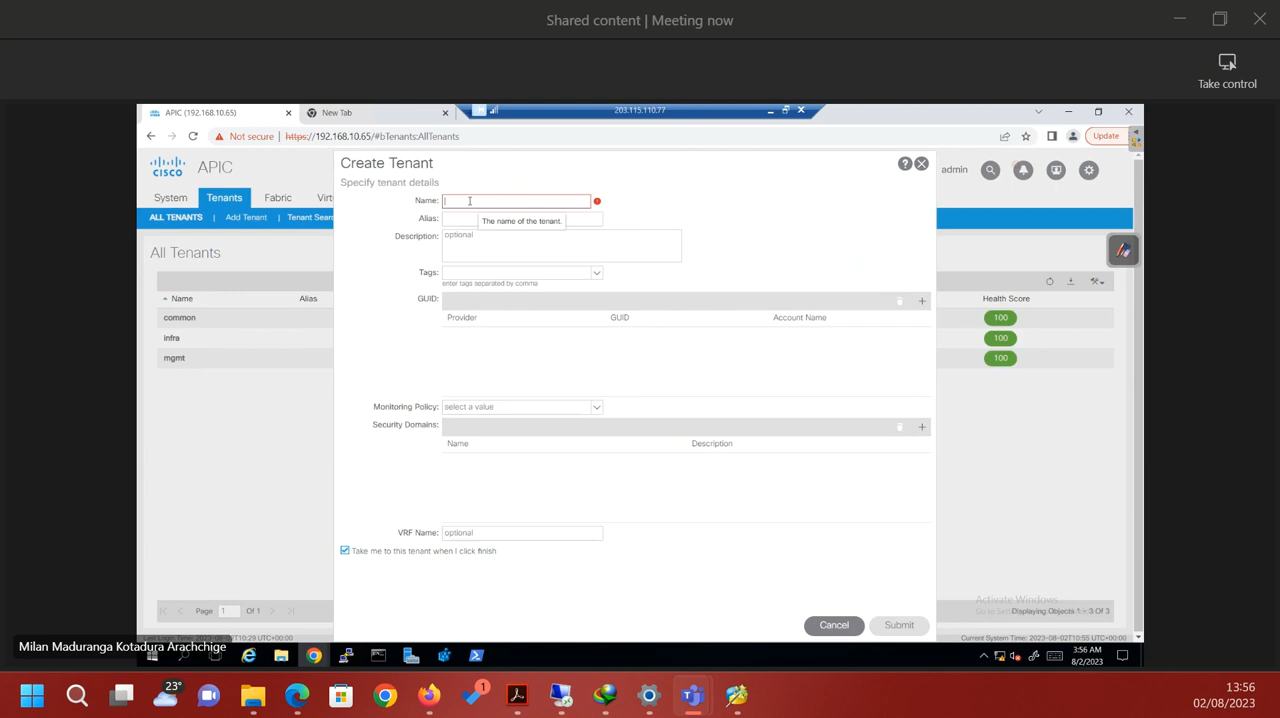 Shared content | Meeting now
Take control
APIC (192.168.10.65)
New Tab
203.115.110.77
Not secure
https://192.168.10.65/#bTenants:AllTenants
Update
CISCO
APIC
System
Tenants
Fabric
Virt
admin
ALL TENANTS | Add Tenant | Tenant Sear
All Tenants
Name
Alias
Health Score
common
100
infra
100
mgmt
100
Create Tenant
Specify tenant details
Name:
Alias:
The name of the tenant.
Description:
optional
Tags:
enter tags separated by comma
GUID:
Provider
GUID
Account Name
Monitoring Policy:
select a value
Security Domains:
Name
Description
VRF Name:
optional
Take me to this tenant when I click finish
Cancel
Submit
Page 1 Of 1
Activate Windows
Displaying Objects 1 - 3 Of 3
Current System Time: 2023-08-02T10:55 UTC+00:00
Milan Maduranga Kotadura Arachchige
3:56 AM
8/2/2023
23°
1
13:56
02/08/2023